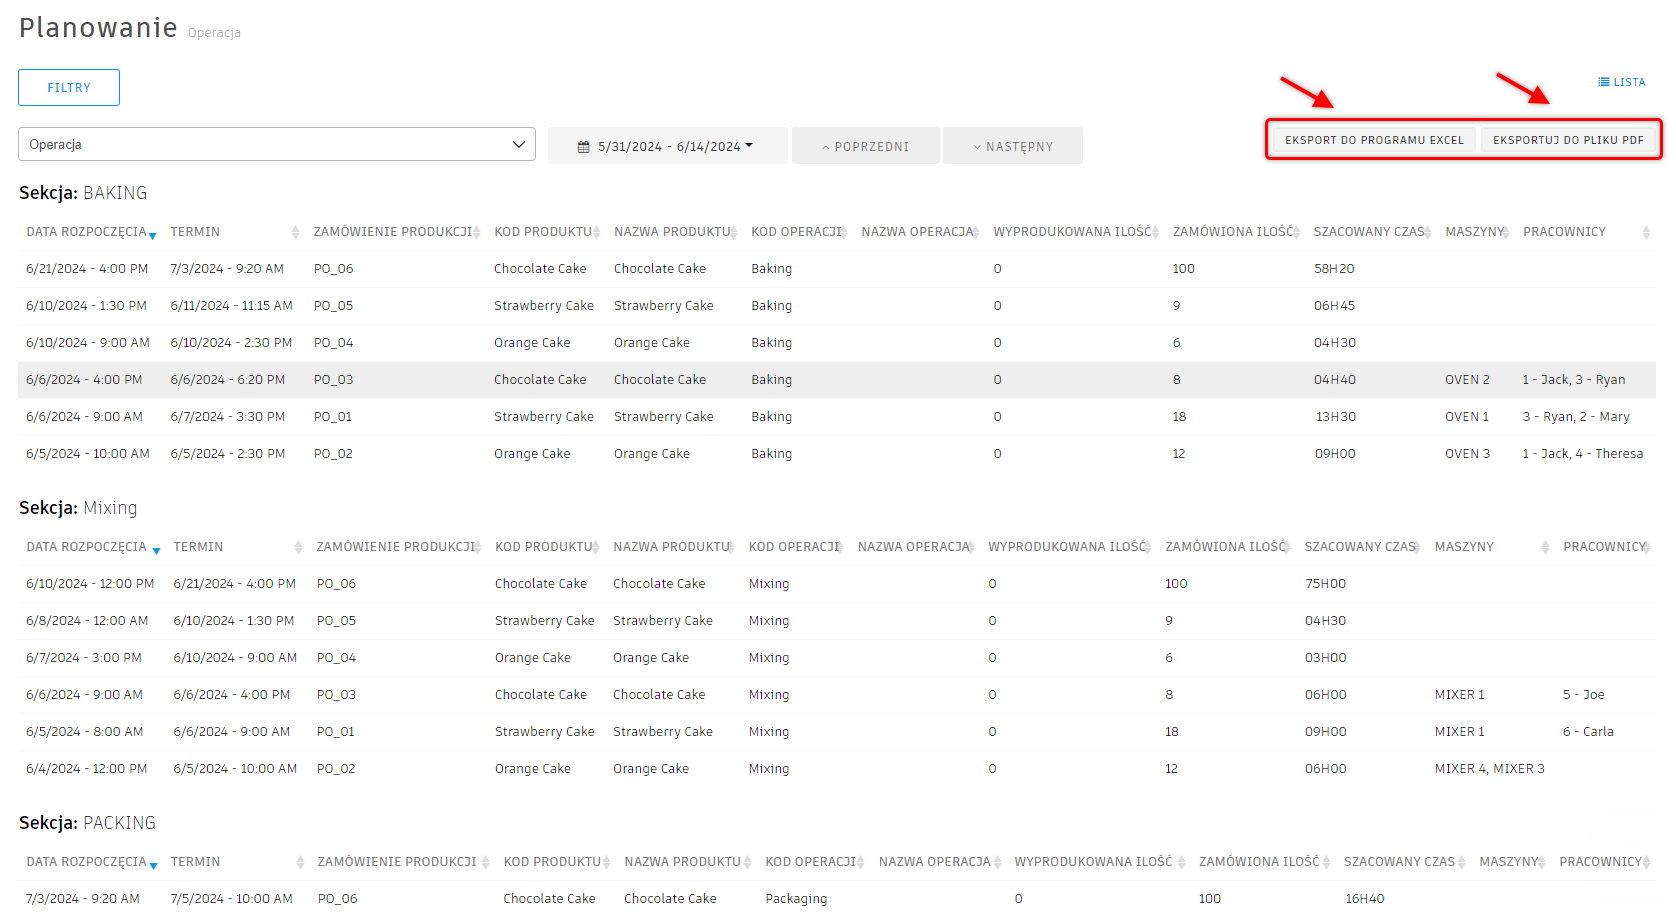 Planowanie Operacja
FILTRY
LISTA
Operacja 5/31/2024 - 6/14/2024 POPRZEDNI NASTĘPNY EKSPORT DO PROGRAMU EXCEL EKSPORTUJ DO PLIKU PDF
Sekcja: BAKING
DATA ROZPOCZĘCIA TERMIN ZAMÓWIENIE PRODUKCJI KOD PRODUKTU NAZWA PRODUKTU KOD OPERACJI NAZWA OPERACJA WYPRODUKOWANA ILOŚĆ ZAMÓWIONA ILOŚĆ SZACOWANY CZAS MASZYNY PRACOWNICY
6/21/2024 - 4:00 PM 7/3/2024 - 9:20 AM PO_06 Chocolate Cake Chocolate Cake Baking 0 100 58H20
6/10/2024 - 1:30 PM 6/11/2024 - 11:15 AM PO_05 Strawberry Cake Strawberry Cake Baking 0 9 06H45
6/10/2024 - 9:00 AM 6/10/2024 - 2:30 PM PO_04 Orange Cake Orange Cake Baking 0 6 04H30
6/6/2024 - 4:00 PM 6/6/2024 - 6:20 PM PO_03 Chocolate Cake Chocolate Cake Baking 0 8 04H40 OVEN 2 1 - Jack, 3 - Ryan
6/6/2024 - 9:00 AM 6/7/2024 - 3:30 PM PO_01 Strawberry Cake Strawberry Cake Baking 0 18 13H30 OVEN 1 3 - Ryan, 2 - Mary
6/5/2024 - 10:00 AM 6/5/2024 - 2:30 PM PO_02 Orange Cake Orange Cake Baking 0 12 09H00 OVEN 3 1 - Jack, 4 - Theresa
Sekcja: Mixing
DATA ROZPOCZĘCIA TERMIN ZAMÓWIENIE PRODUKCJI KOD PRODUKTU NAZWA PRODUKTU KOD OPERACJI NAZWA OPERACJA WYPRODUKOWANA ILOŚĆ ZAMÓWIONA ILOŚĆ SZACOWANY CZAS MASZYNY PRACOWNICY
6/10/2024 - 12:00 PM 6/21/2024 - 4:00 PM PO_06 Chocolate Cake Chocolate Cake Mixing 0 100 75H00
6/8/2024 - 12:00 AM 6/10/2024 - 1:30 PM PO_05 Strawberry Cake Strawberry Cake Mixing 0 9 04H30
6/7/2024 - 3:00 PM 6/10/2024 - 9:00 AM PO_04 Orange Cake Orange Cake Mixing 0 6 03H00
6/6/2024 - 9:00 AM 6/6/2024 - 4:00 PM PO_03 Chocolate Cake Chocolate Cake Mixing 0 8 06H00 MIXER 1 5 - Joe
6/5/2024 - 8:00 AM 6/6/2024 - 9:00 AM PO_01 Strawberry Cake Strawberry Cake Mixing 0 18 09H00 MIXER 1 6 - Carla
6/4/2024 - 12:00 PM 6/5/2024 - 10:00 AM PO_02 Orange Cake Orange Cake Mixing 0 12 06H00 MIXER 4, MIXER 3
Sekcja: PACKING
DATA ROZPOCZĘCIA TERMIN ZAMÓWIENIE PRODUKCJI KOD PRODUKTU NAZWA PRODUKTU KOD OPERACJI NAZWA OPERACJA WYPRODUKOWANA ILOŚĆ ZAMÓWIONA ILOŚĆ SZACOWANY CZAS MASZYNY PRACOWNICY
7/3/2024 - 9:20 AM 7/5/2024 - 10:00 AM PO_06 Chocolate Cake Chocolate Cake Packaging 0 100 16H40